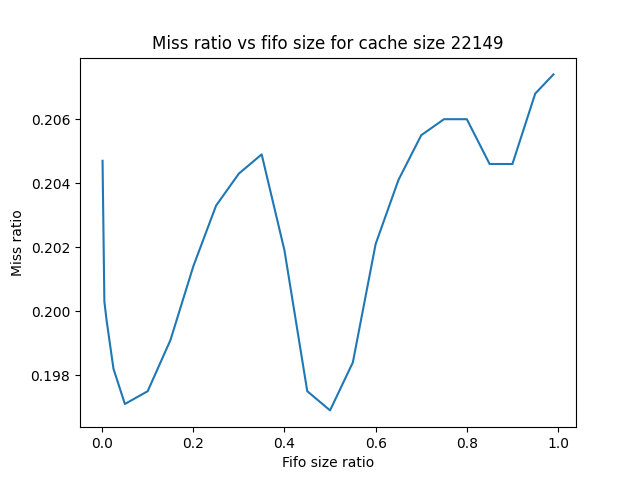 Miss ratio vs fifo size for cache size 22149
0.206
0.204
0.202
0.200
0.198
Miss ratio
0.0 0.2 0.4 0.6 0.8 1.0
Fifo size ratio